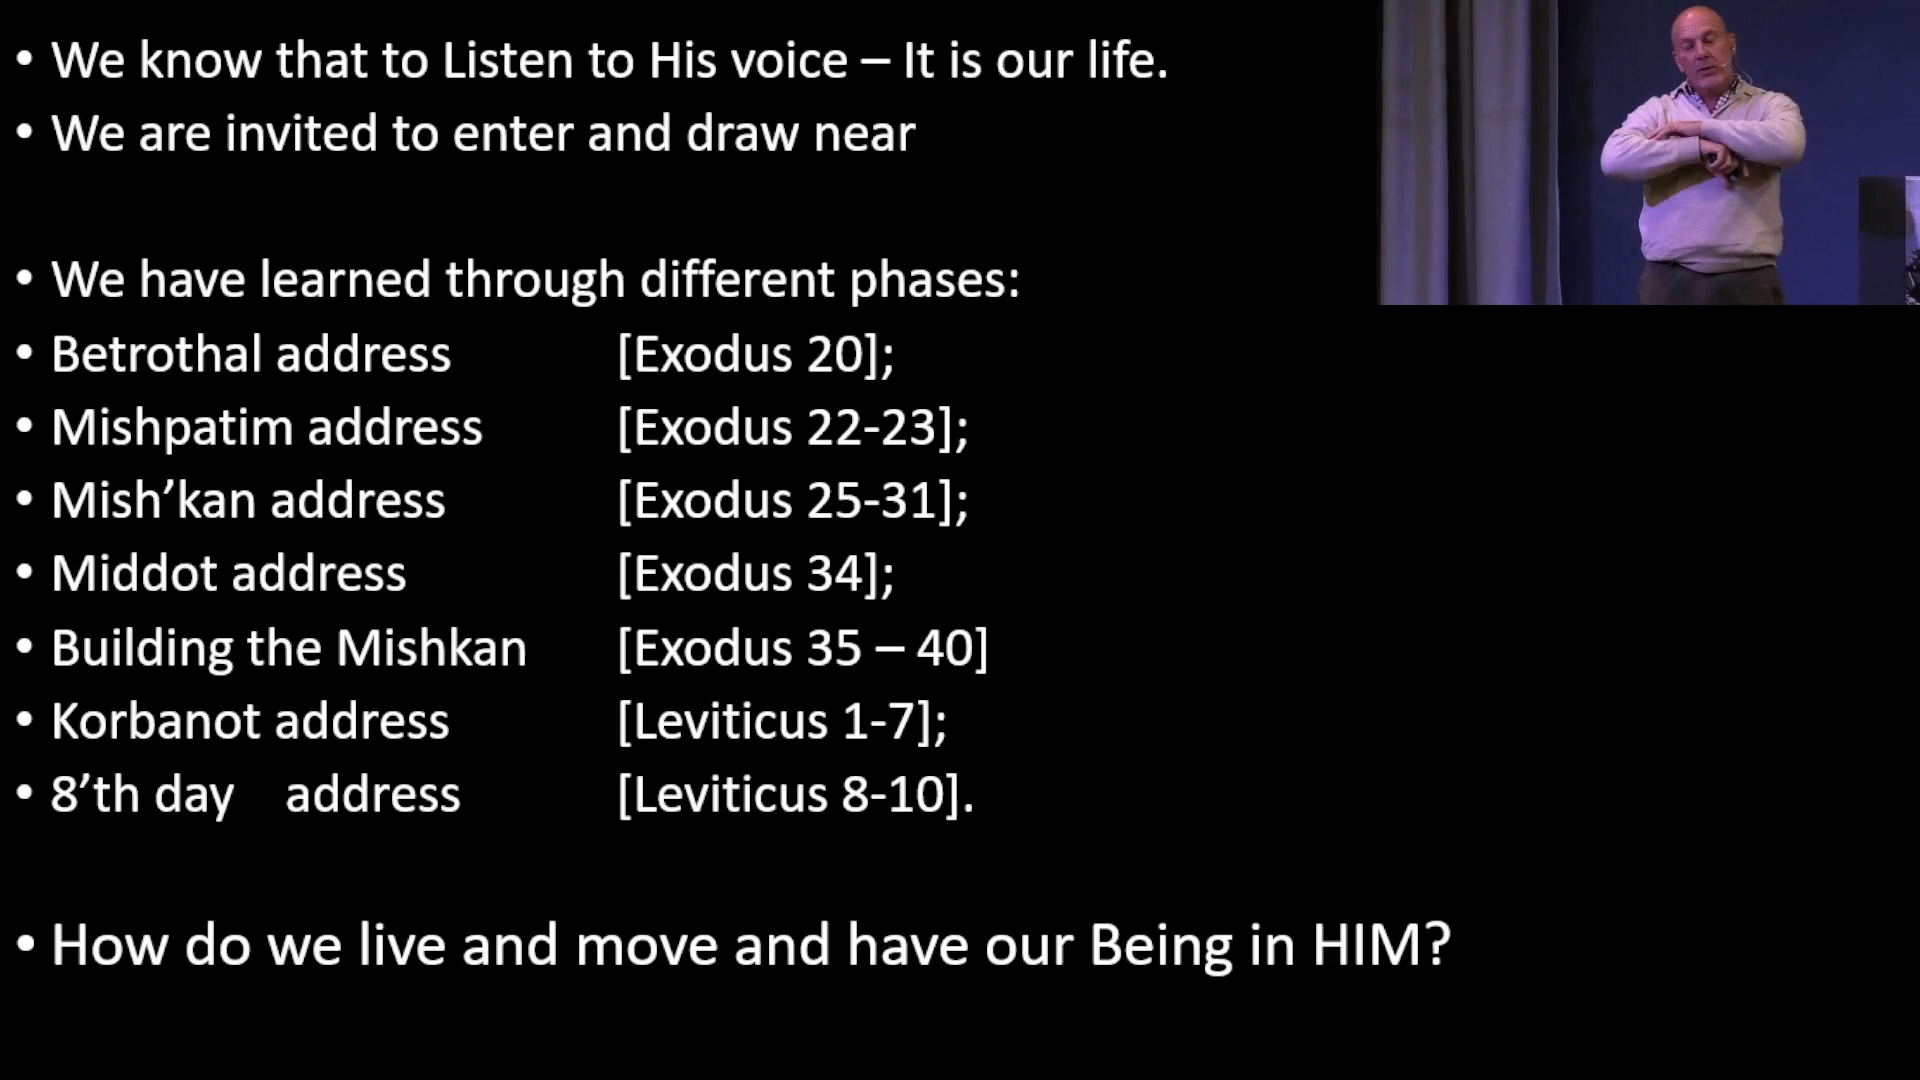 • We know that to Listen to His voice – It is our life.
• We are invited to enter and draw near
• We have learned through different phases:
• Betrothal address [Exodus 20];
• Mishpatim address [Exodus 22-23];
• Mish’kan address [Exodus 25-31];
• Middot address [Exodus 34];
• Building the Mishkan [Exodus 35 – 40]
• Korbanot address [Leviticus 1-7];
• 8’th day address [Leviticus 8-10].
• How do we live and move and have our Being in HIM?